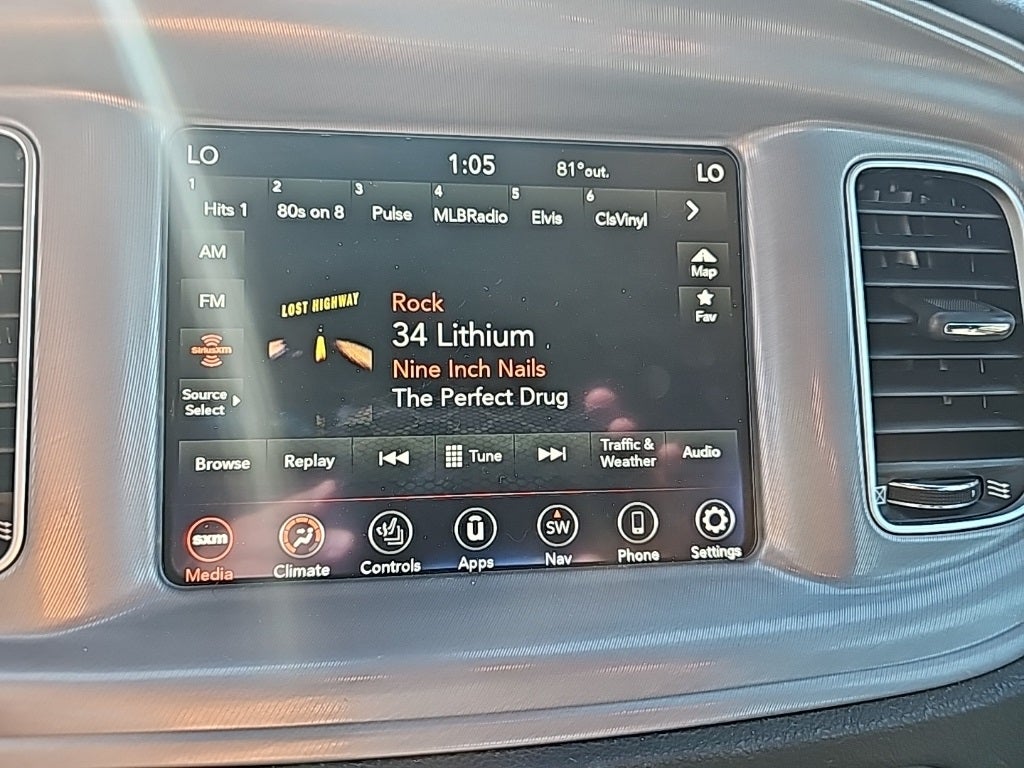 LO 1:05 81°out. LO
1 2 3 4 5 6
Hits 1 80s on 8 Pulse MLBRadio Elvis ClsVinyl
AM
Map
FM
Fav
LOST HIGHWAY
Rock
34 Lithium
siriusxm
Nine Inch Nails
Source
Select
The Perfect Drug
Browse Replay Tune Traffic &
Weather Audio
sxm SW
Media Climate Controls Apps Nav Phone Settings